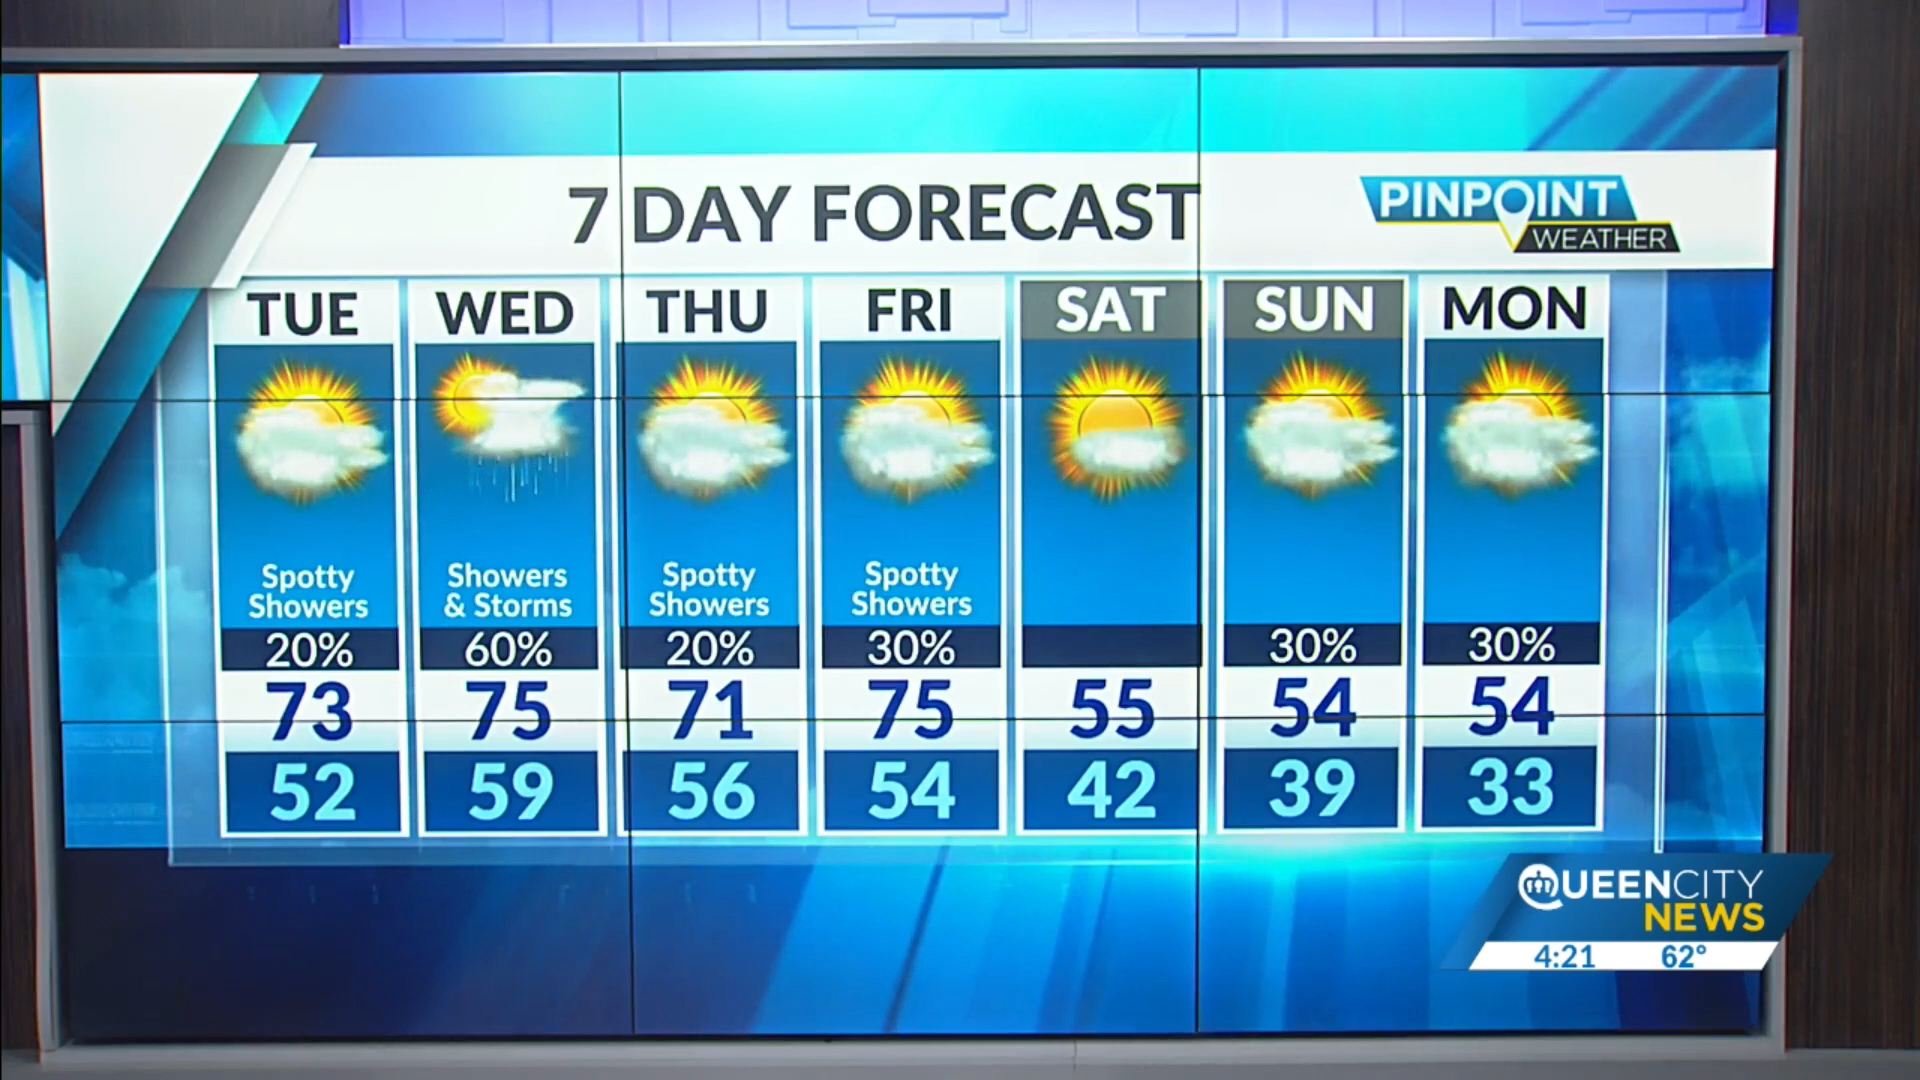 7 DAY FORECAST
PINPOINT
WEATHER
TUE WED THU FRI SAT SUN MON
Spotty Showers & Storms Spotty Spotty
Showers
Showers
Showers
20% 60% 20% 30% 30% 30%
73 75 71 75 55 54 54
52 59 56 54 42 39 33
QUEENCITY
NEWS
4:21 62°